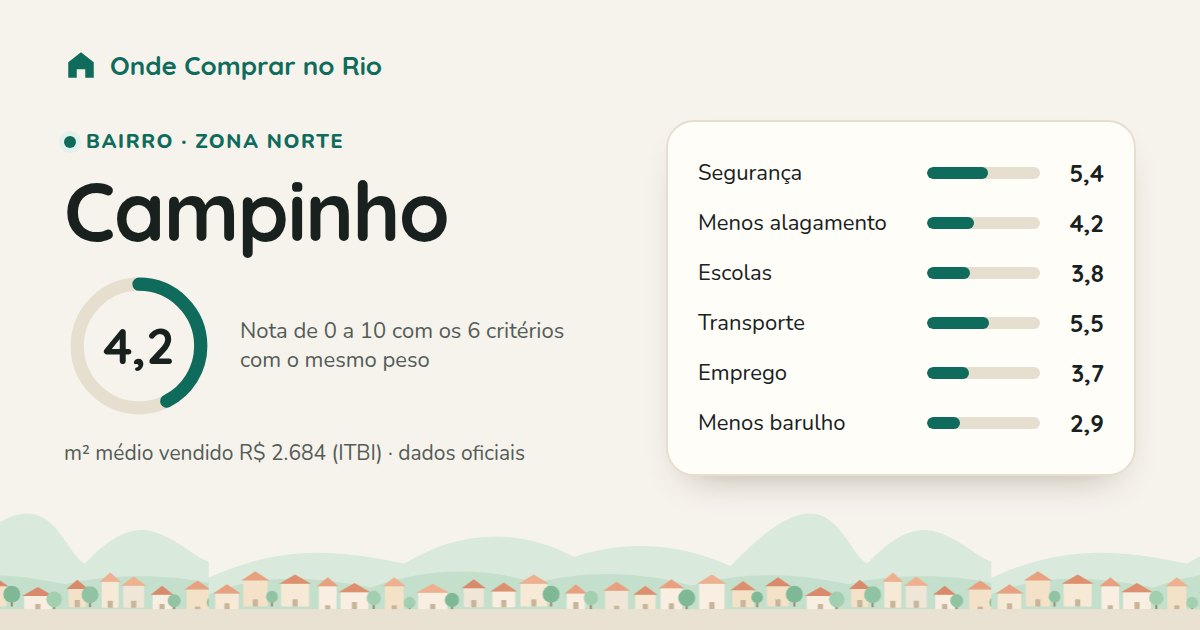 Onde Comprar no Rio
BAIRRO · ZONA NORTE
Campinho
4,2
Nota de 0 a 10 com os 6 critérios
com o mesmo peso
m² médio vendido R$ 2.684 (ITBI) · dados oficiais
Segurança 5,4
Menos alagamento 4,2
Escolas 3,8
Transporte 5,5
Emprego 3,7
Menos barulho 2,9